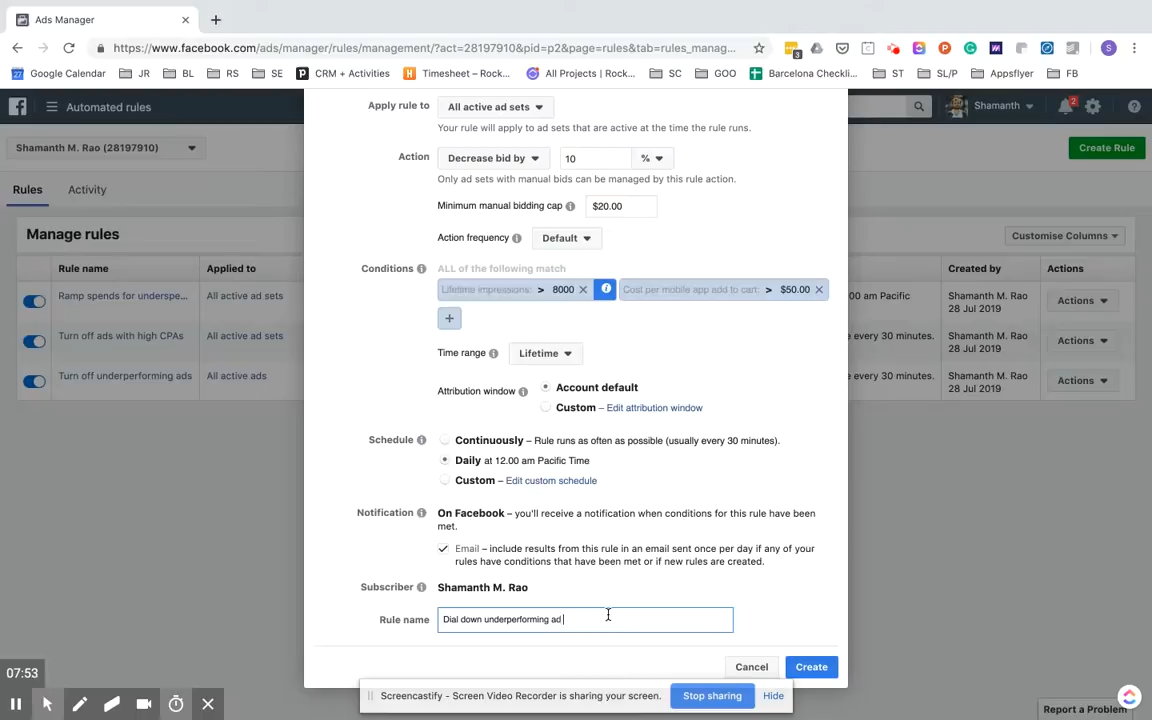 Ads Manager
https://www.facebook.com/ads/manager/rules/management/?act=28197910&pid=p2&page=rules&tab=rules_manag...
3
S
Google Calendar
JR
BL
RS
SE
CRM + Activities
Timesheet – Rock...
All Projects | Rock...
SC
GOO
Barcelona Checkli...
ST
SL/P
Appsflyer
FB
Automated rules
Shamanth
2
Shamanth M. Rao (28197910)
Create Rule
Rules
Activity
Manage rules
Customise Columns
Rule name
Applied to
Created by
Actions
Ramp spends for underspe...
All active ad sets
00 am Pacific
Shamanth M. Rao
28 Jul 2019
Actions
Turn off ads with high CPAs
All active ad sets
every 30 minutes.
Shamanth M. Rao
28 Jul 2019
Actions
Turn off underperforming ads
All active ads
every 30 minutes.
Shamanth M. Rao
28 Jul 2019
Actions
Apply rule to
All active ad sets
Your rule will apply to ad sets that are active at the time the rule runs.
Action
Decrease bid by
10
%
Only ad sets with manual bids can be managed by this rule action.
Minimum manual bidding cap
$20.00
Action frequency
Default
Conditions
ALL of the following match
Lifetime impressions: > 8000
Cost per mobile app add to cart: > $50.00
+
Time range
Lifetime
Attribution window
Account default
Custom – Edit attribution window
Schedule
Continuously – Rule runs as often as possible (usually every 30 minutes).
Daily at 12.00 am Pacific Time
Custom – Edit custom schedule
Notification
On Facebook – you'll receive a notification when conditions for this rule have been
met.
Email – include results from this rule in an email sent once per day if any of your
rules have conditions that have been met or if new rules are created.
Subscriber
Shamanth M. Rao
Rule name
Dial down underperforming ad
Cancel
Create
07:53
Screencastify - Screen Video Recorder is sharing your screen.
Stop sharing
Hide
Report a Problem